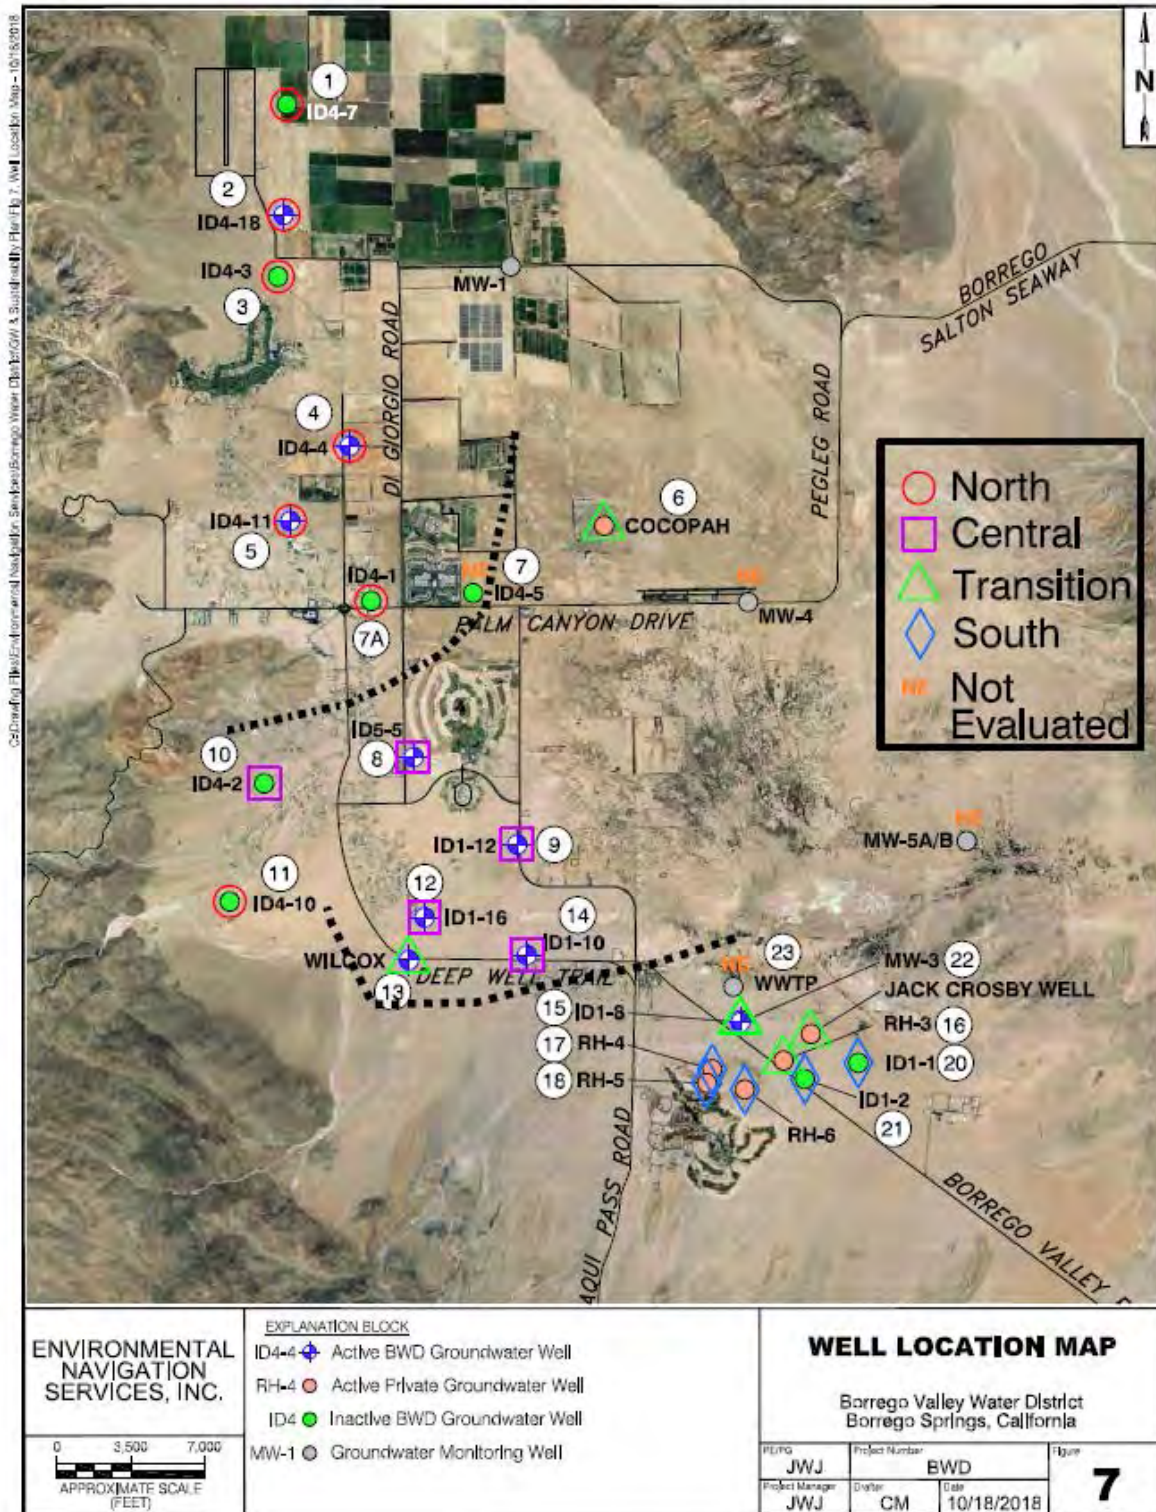 1
ID4-7
2
ID4-18
ID4-3
3
MW-1
N
BORREGO
SALTON SEAWAY
DI GIORGIO ROAD
PEGLEG ROAD
4
ID4-4
ID4-11
5
6
COCOPAH
ID4-1
7A
NE
7
ID4-5
NE
MW-4
PALM CANYON DRIVE
North
Central
Transition
South
NE Not
Evaluated
10
ID4-2
ID5-5
8
ID1-12
9
NE
MW-5A/B
11
ID4-10
12
ID1-16
14
ID1-10
WILCOX
13
DEEP WELL TRAIL
23
NE
WWTP
MW-3 22
JACK CROSBY WELL
15 ID1-8
RH-3 16
17 RH-4
ID1-1 20
18 RH-5
ID1-2
RH-6
21
AQUI PASS ROAD
BORREGO VALLEY
ENVIRONMENTAL
NAVIGATION
SERVICES, INC.
0 3,500 7,000
APPROXIMATE SCALE
(FEET)
EXPLANATION BLOCK
ID4-4 Active BWD Groundwater Well
RH-4 Active Private Groundwater Well
ID4 Inactive BWD Groundwater Well
MW-1 Groundwater Monitoring Well
WELL LOCATION MAP
Borrego Valley Water District
Borrego Springs, California
PE/PG
JWJ
Project Number
BWD
Figure
7
Project Manager
JWJ
Drafter
CM
Date
10/18/2018